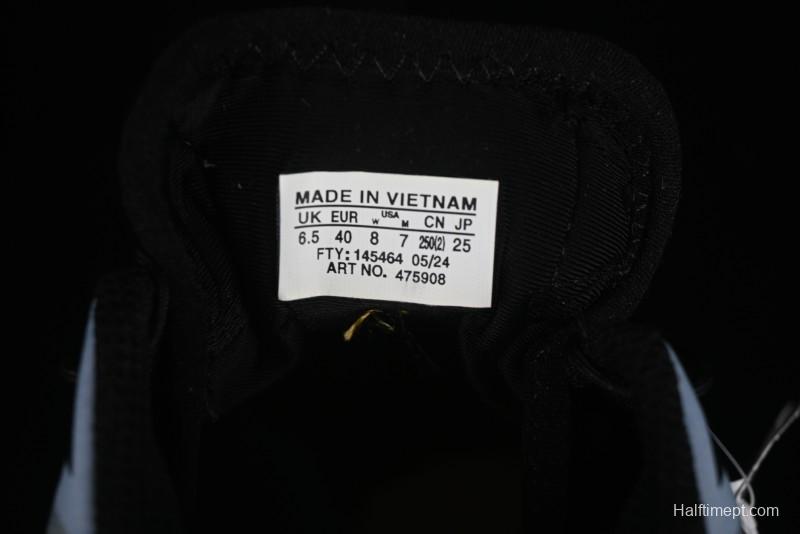 MADE IN VIETNAM
UK EUR W USA M CN JP
6.5 40 8 7 250(2) 25
FTY: 145464 05/24
ART NO. 475908
Halftimept.com